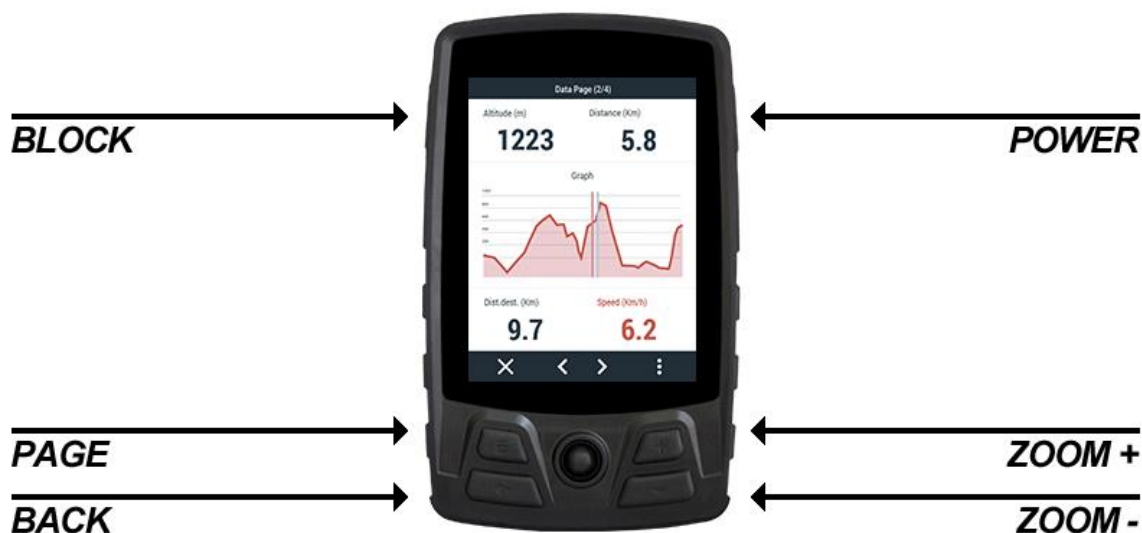 Data Page (2/4)
Altitude (m) Distance (Km)
BLOCK POWER
1223 5.8
Graph
Dist.dest. (Km) Speed (Km/h)
9.7 6.2
PAGE ZOOM +
BACK ZOOM -